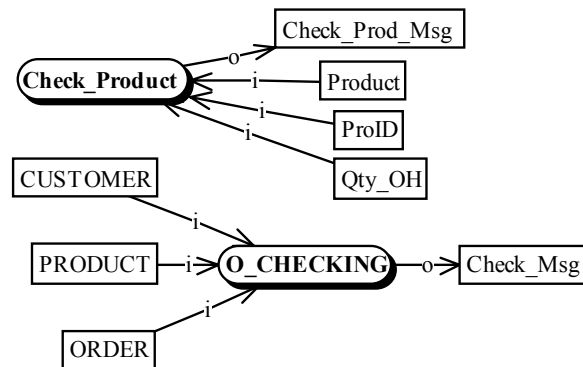 Check_Prod_Msg
o
Check_Product
i
Product
i
ProID
i
Qty_OH
CUSTOMER
i
PRODUCT
i
O_CHECKING
o
Check_Msg
i
ORDER